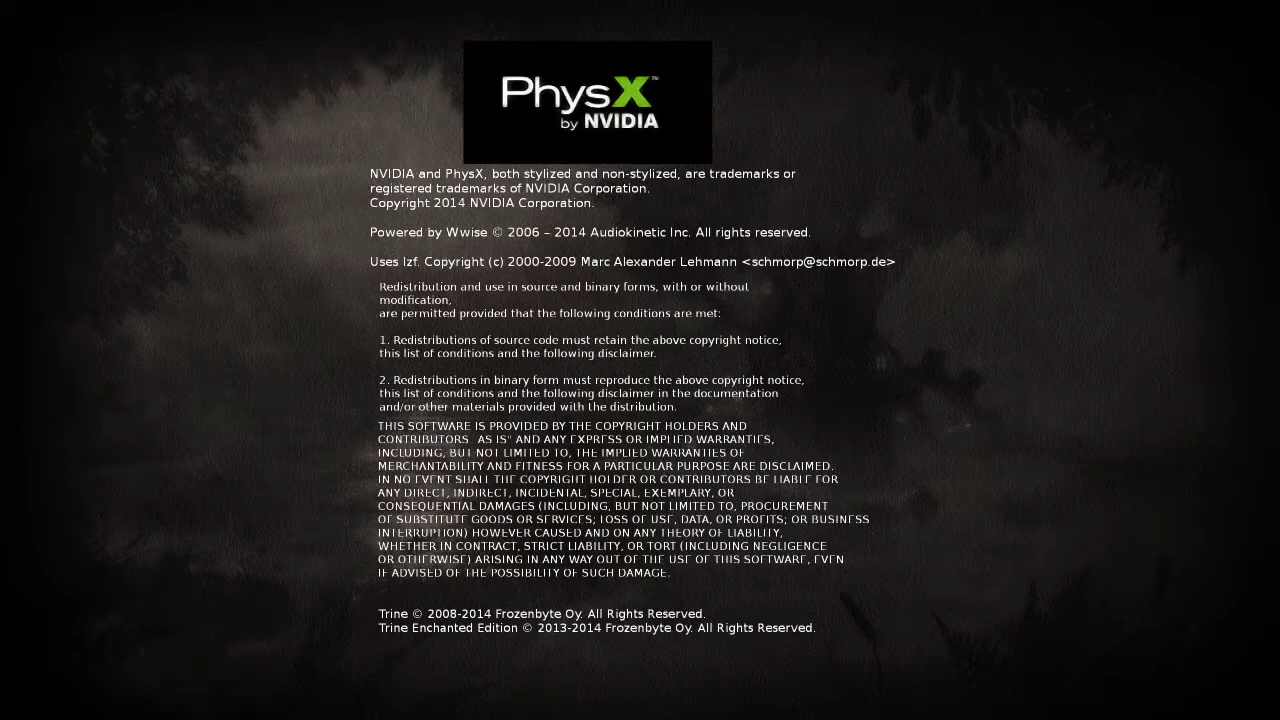 PhysX™
by NVIDIA
NVIDIA and PhysX, both stylized and non-stylized, are trademarks or
registered trademarks of NVIDIA Corporation.
Copyright 2014 NVIDIA Corporation.
Powered by Wwise © 2006 – 2014 Audiokinetic Inc. All rights reserved.
Uses lzf. Copyright (c) 2000-2009 Marc Alexander Lehmann <schmorp@schmorp.de>
Redistribution and use in source and binary forms, with or without
modification,
are permitted provided that the following conditions are met:
1. Redistributions of source code must retain the above copyright notice,
this list of conditions and the following disclaimer.
2. Redistributions in binary form must reproduce the above copyright notice,
this list of conditions and the following disclaimer in the documentation
and/or other materials provided with the distribution.
THIS SOFTWARE IS PROVIDED BY THE COPYRIGHT HOLDERS AND
CONTRIBUTORS "AS IS" AND ANY EXPRESS OR IMPLIED WARRANTIES,
INCLUDING, BUT NOT LIMITED TO, THE IMPLIED WARRANTIES OF
MERCHANTABILITY AND FITNESS FOR A PARTICULAR PURPOSE ARE DISCLAIMED.
IN NO EVENT SHALL THE COPYRIGHT HOLDER OR CONTRIBUTORS BE LIABLE FOR
ANY DIRECT, INDIRECT, INCIDENTAL, SPECIAL, EXEMPLARY, OR
CONSEQUENTIAL DAMAGES (INCLUDING, BUT NOT LIMITED TO, PROCUREMENT
OF SUBSTITUTE GOODS OR SERVICES; LOSS OF USE, DATA, OR PROFITS; OR BUSINESS
INTERRUPTION) HOWEVER CAUSED AND ON ANY THEORY OF LIABILITY,
WHETHER IN CONTRACT, STRICT LIABILITY, OR TORT (INCLUDING NEGLIGENCE
OR OTHERWISE) ARISING IN ANY WAY OUT OF THE USE OF THIS SOFTWARE, EVEN
IF ADVISED OF THE POSSIBILITY OF SUCH DAMAGE.
Trine © 2008-2014 Frozenbyte Oy. All Rights Reserved.
Trine Enchanted Edition © 2013-2014 Frozenbyte Oy. All Rights Reserved.